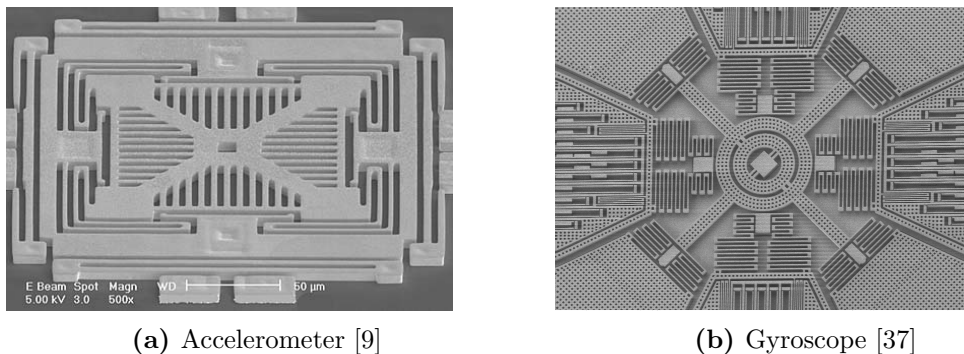 E Beam Spot Magn WD 50 µm
5.00 kV 3.0 500x
(a) Accelerometer [9]
(b) Gyroscope [37]